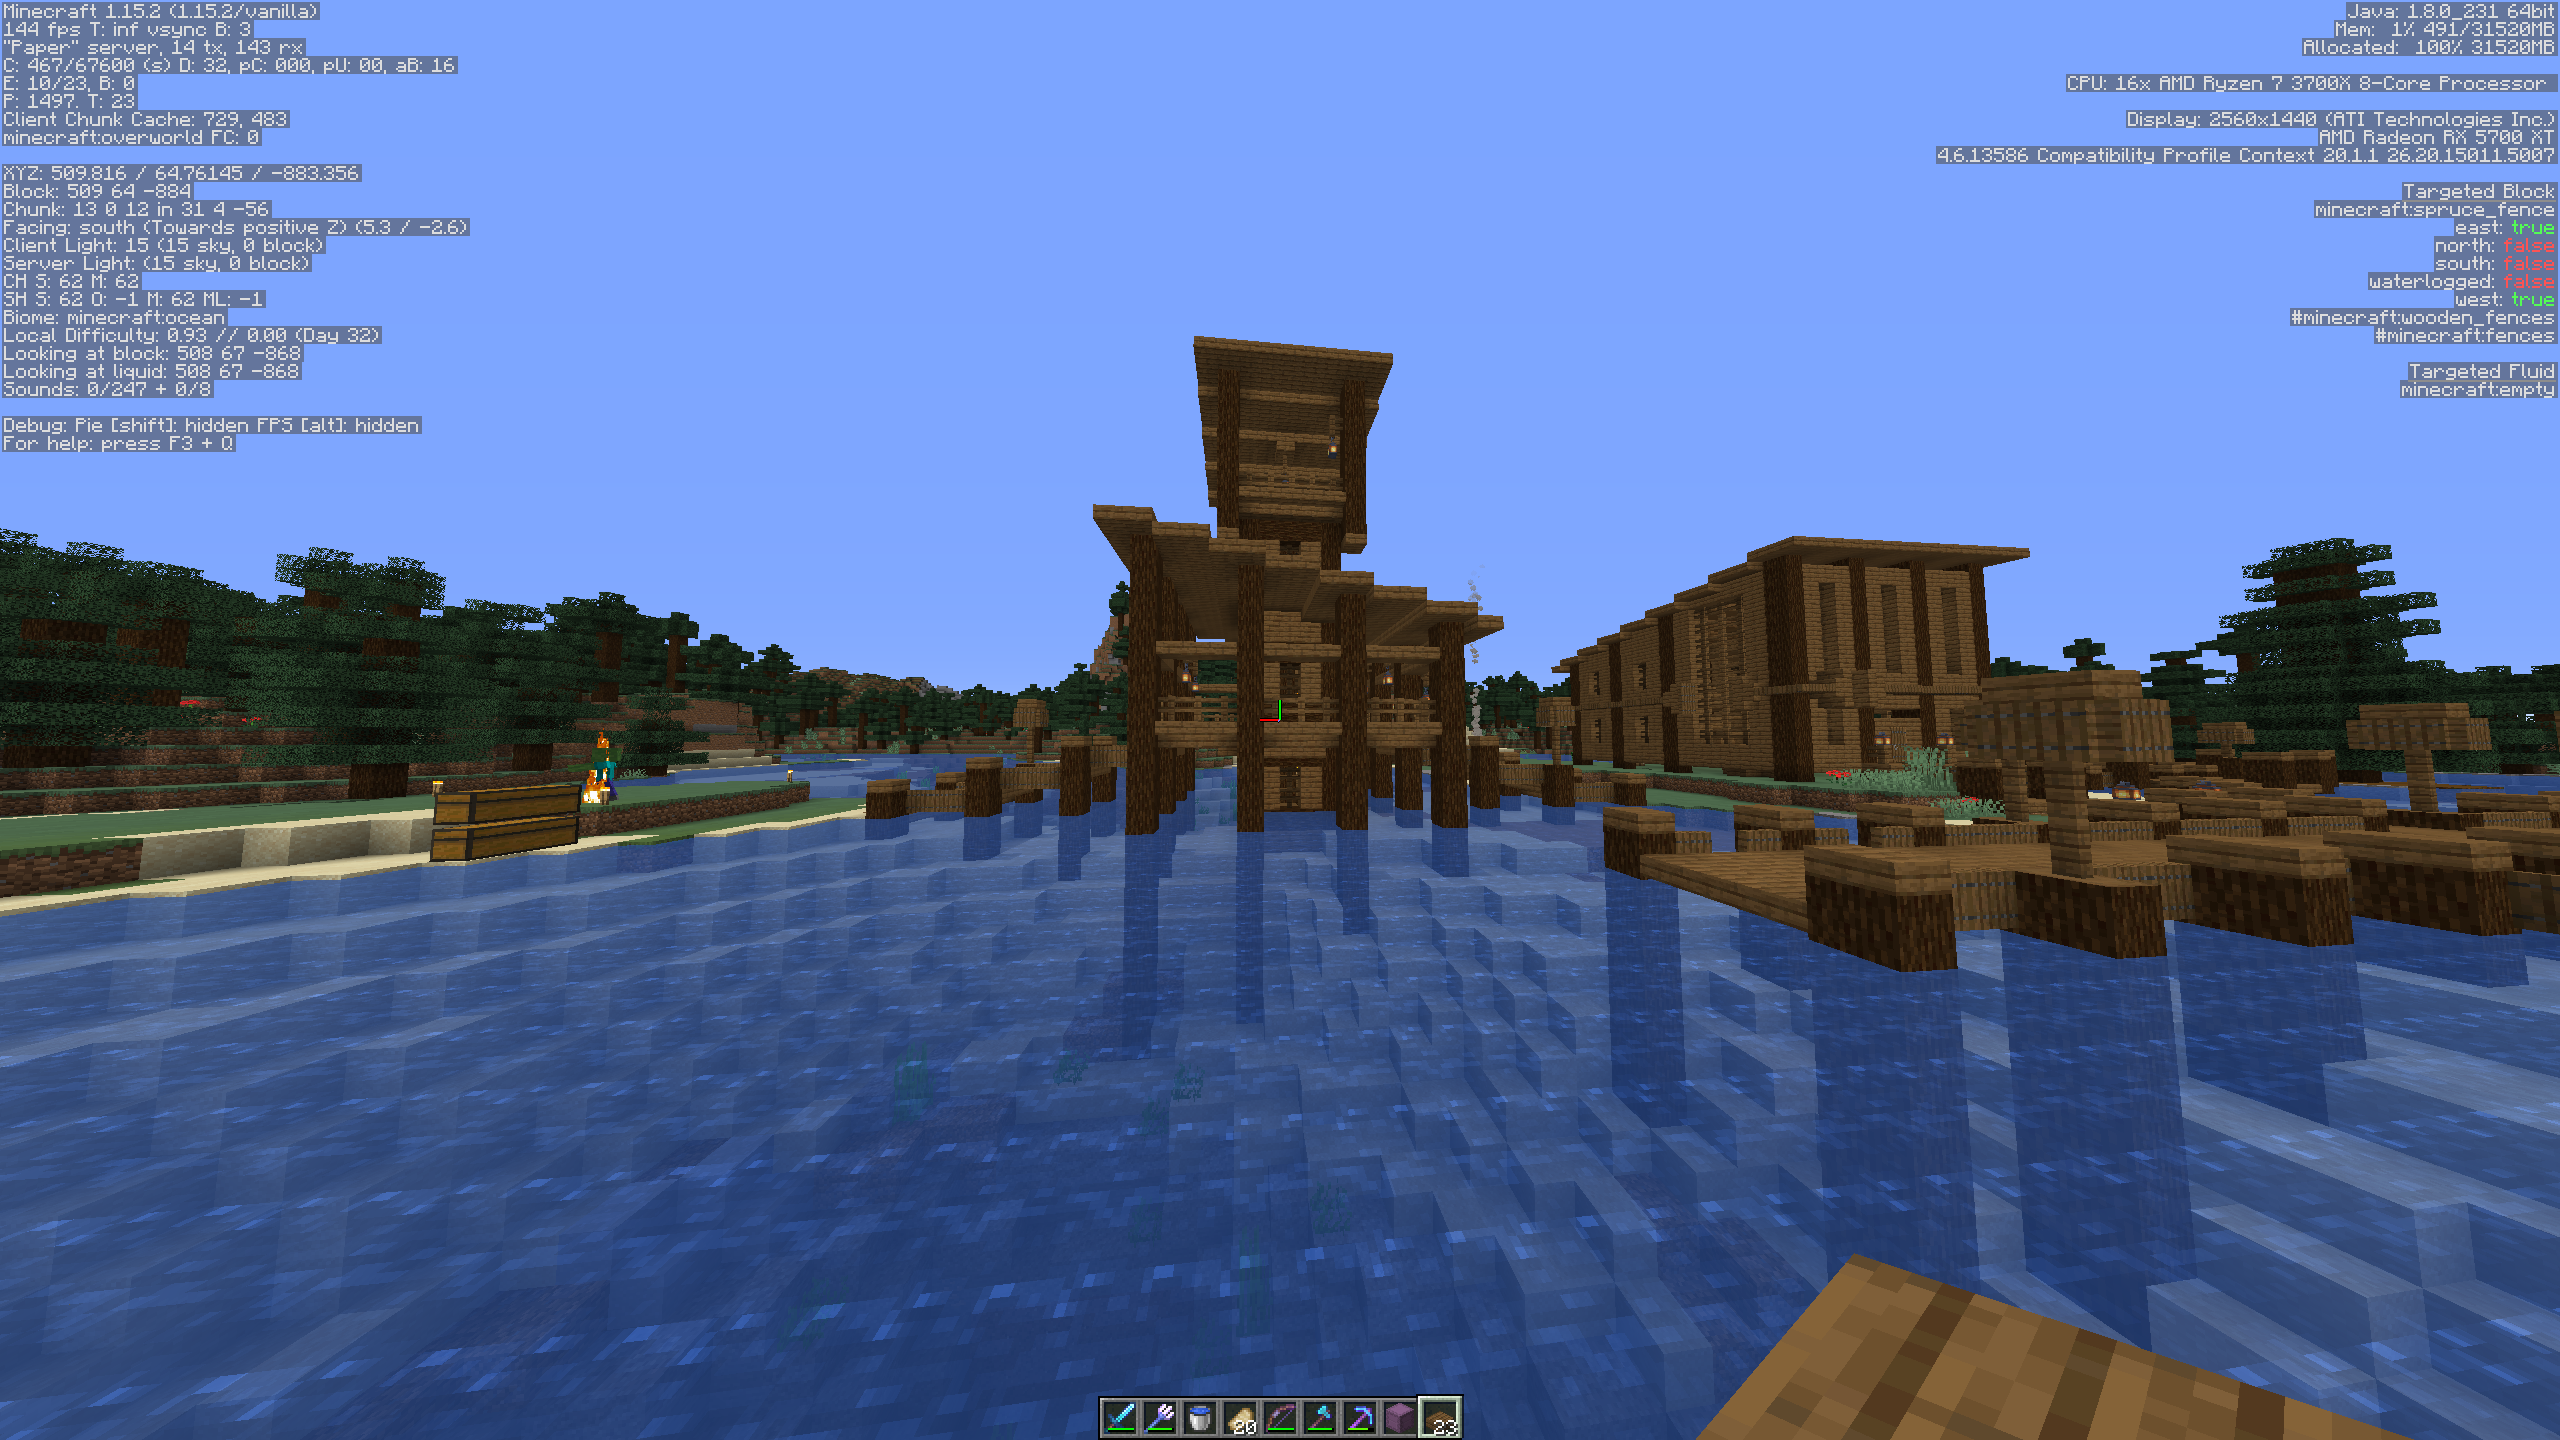 Minecraft 1.15.2 (1.15.2/vanilla)
144 fps T: inf vsync B: 3
"Paper" server, 14 tx, 143 rx
C: 467/67600 (s) D: 32, pC: 000, pU: 00, aB: 16
E: 10/23, B: 0
P: 1497. T: 23
Client Chunk Cache: 729, 483
minecraft:overworld FC: 0
XYZ: 509.816 / 64.76145 / -883.356
Block: 509 64 -884
Chunk: 13 0 12 in 31 4 -56
Facing: south (Towards positive Z) (5.3 / -2.6)
Client Light: 15 (15 sky, 0 block)
Server Light: (15 sky, 0 block)
CH S: 62 M: 62
SH S: 62 O: -1 M: 62 ML: -1
Biome: minecraft:ocean
Local Difficulty: 0.93 // 0.00 (Day 32)
Looking at block: 508 67 -868
Looking at liquid: 508 67 -868
Sounds: 0/247 + 0/8
Debug: Pie [shift]: hidden FPS [alt]: hidden
For help: press F3 + Q
Java: 1.8.0_231 64bit
Mem: 1% 491/31520MB
Allocated: 100% 31520MB
CPU: 16x AMD Ryzen 7 3700X 8-Core Processor
Display: 2560x1440 (ATI Technologies Inc.)
AMD Radeon RX 5700 XT
4.6.13586 Compatibility Profile Context 20.1.1 26.20.15011.5007
Targeted Block
minecraft:spruce_fence
east: true
north: false
south: false
waterlogged: false
west: true
#minecraft:wooden_fences
#minecraft:fences
Targeted Fluid
minecraft:empty
20
23